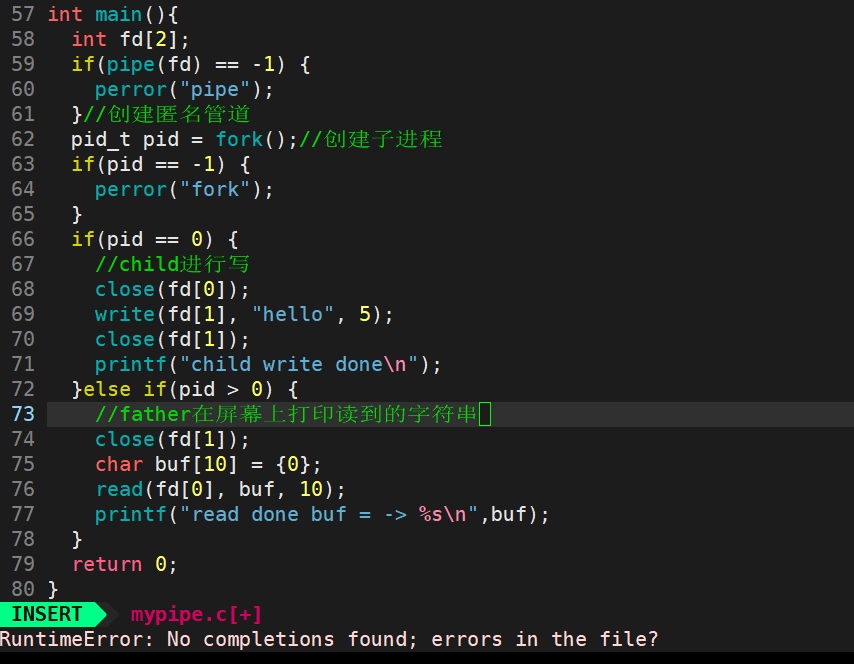 57 int main(){
58   int fd[2];
59   if(pipe(fd) == -1) {
60     perror("pipe");
61   }//创建匿名管道
62   pid_t pid = fork();//创建子进程
63   if(pid == -1) {
64     perror("fork");
65   }
66   if(pid == 0) {
67     //child进行写
68     close(fd[0]);
69     write(fd[1], "hello", 5);
70     close(fd[1]);
71     printf("child write done\n");
72   }else if(pid > 0) {
73     //father在屏幕上打印读到的字符串
74     close(fd[1]);
75     char buf[10] = {0};
76     read(fd[0], buf, 10);
77     printf("read done buf = -> %s\n",buf);
78   }
79   return 0;
80 }
INSERT mypipe.c[+]
RuntimeError: No completions found; errors in the file?